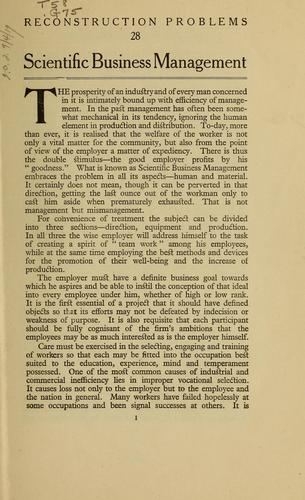 T 58
S 75
RECONSTRUCTION PROBLEMS
28
Scientific Business Management
THE prosperity of an industry and of every man concerned
in it is intimately bound up with efficiency of manage-
ment. In the past management has often been some-
what mechanical in its tendency, ignoring the human
element in production and distribution. To-day, more
than ever, it is realised that the welfare of the worker is not
only a vital matter for the community, but also from the point
of view of the employer a matter of expediency. There is thus
the double stimulus—the good employer profits by his
"goodness." What is known as Scientific Business Management
embraces the problem in all its aspects—human and material.
It certainly does not mean, though it can be perverted in that
direction, getting the last ounce out of the workman only to
cast him aside when prematurely exhausted. That is not
management but mismanagement.
For convenience of treatment the subject can be divided
into three sections—direction, equipment and production.
In all three the wise employer will address himself to the task
of creating a spirit of "team work" among his employees,
while at the same time employing the best methods and devices
for the promotion of their well-being and the increase of
production.
The employer must have a definite business goal towards
which he aspires and be able to instil the conception of that ideal
into every employee under him, whether of high or low rank.
It is the first essential of a project that it should have defined
objects so that its efforts may not be defeated by indecision or
weakness of purpose. It is also requisite that each participant
should be fully cognisant of the firm's ambitions that the
employees may be as much interested as is the employer himself.
Care must be exercised in the selecting, engaging and training
of workers so that each may be fitted into the occupation best
suited to the education, experience, mind and temperament
possessed. One of the most common causes of industrial and
commercial inefficiency lies in improper vocational selection.
It causes loss not only to the employer but to the employee and
the nation in general. Many workers have failed hopelessly at
some occupations and been signal successes at others. It is
1